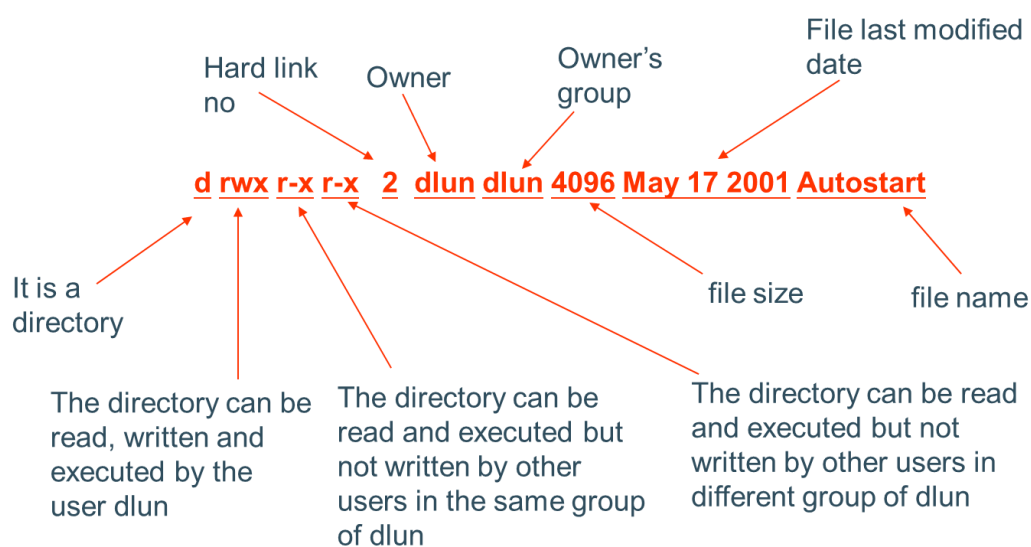 File last modified
date
Hard link
no
Owner
Owner's
group
d rwx r-x r-x 2 dlun dlun 4096 May 17 2001 Autostart
It is a
directory
file size
file name
The directory can be
read, written and
executed by the
user dlun
The directory can be
read and executed but
not written by other
users in the same group
of dlun
The directory can be read
and executed but not
written by other users in
different group of dlun